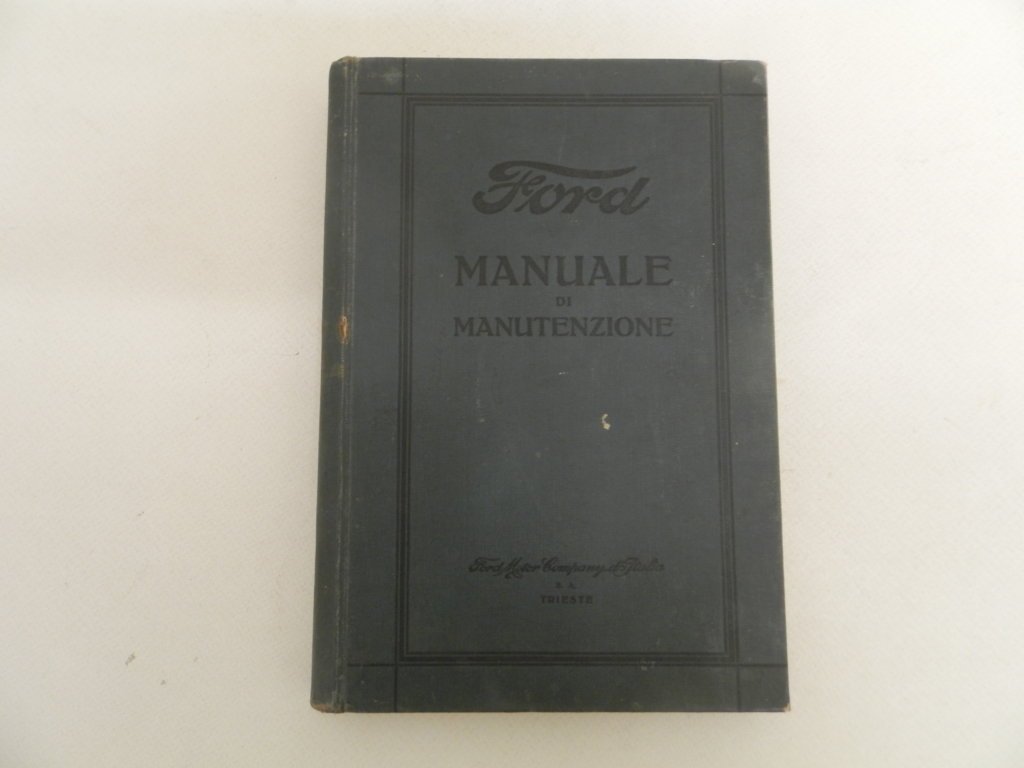 Ford
MANUALE
DI
MANUTENZIONE
Ford Motor Company d'Italia
S. A.
TRIESTE